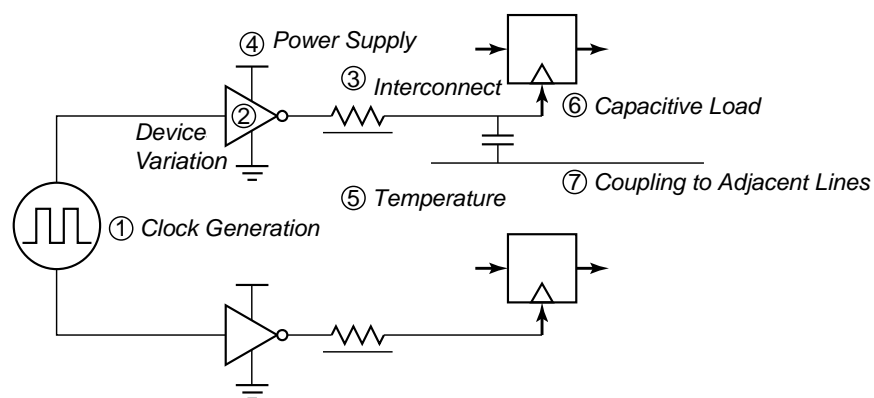 ④ Power Supply
③ Interconnect
②
Device
Variation
⑥ Capacitive Load
⑦ Coupling to Adjacent Lines
⑤ Temperature
① Clock Generation